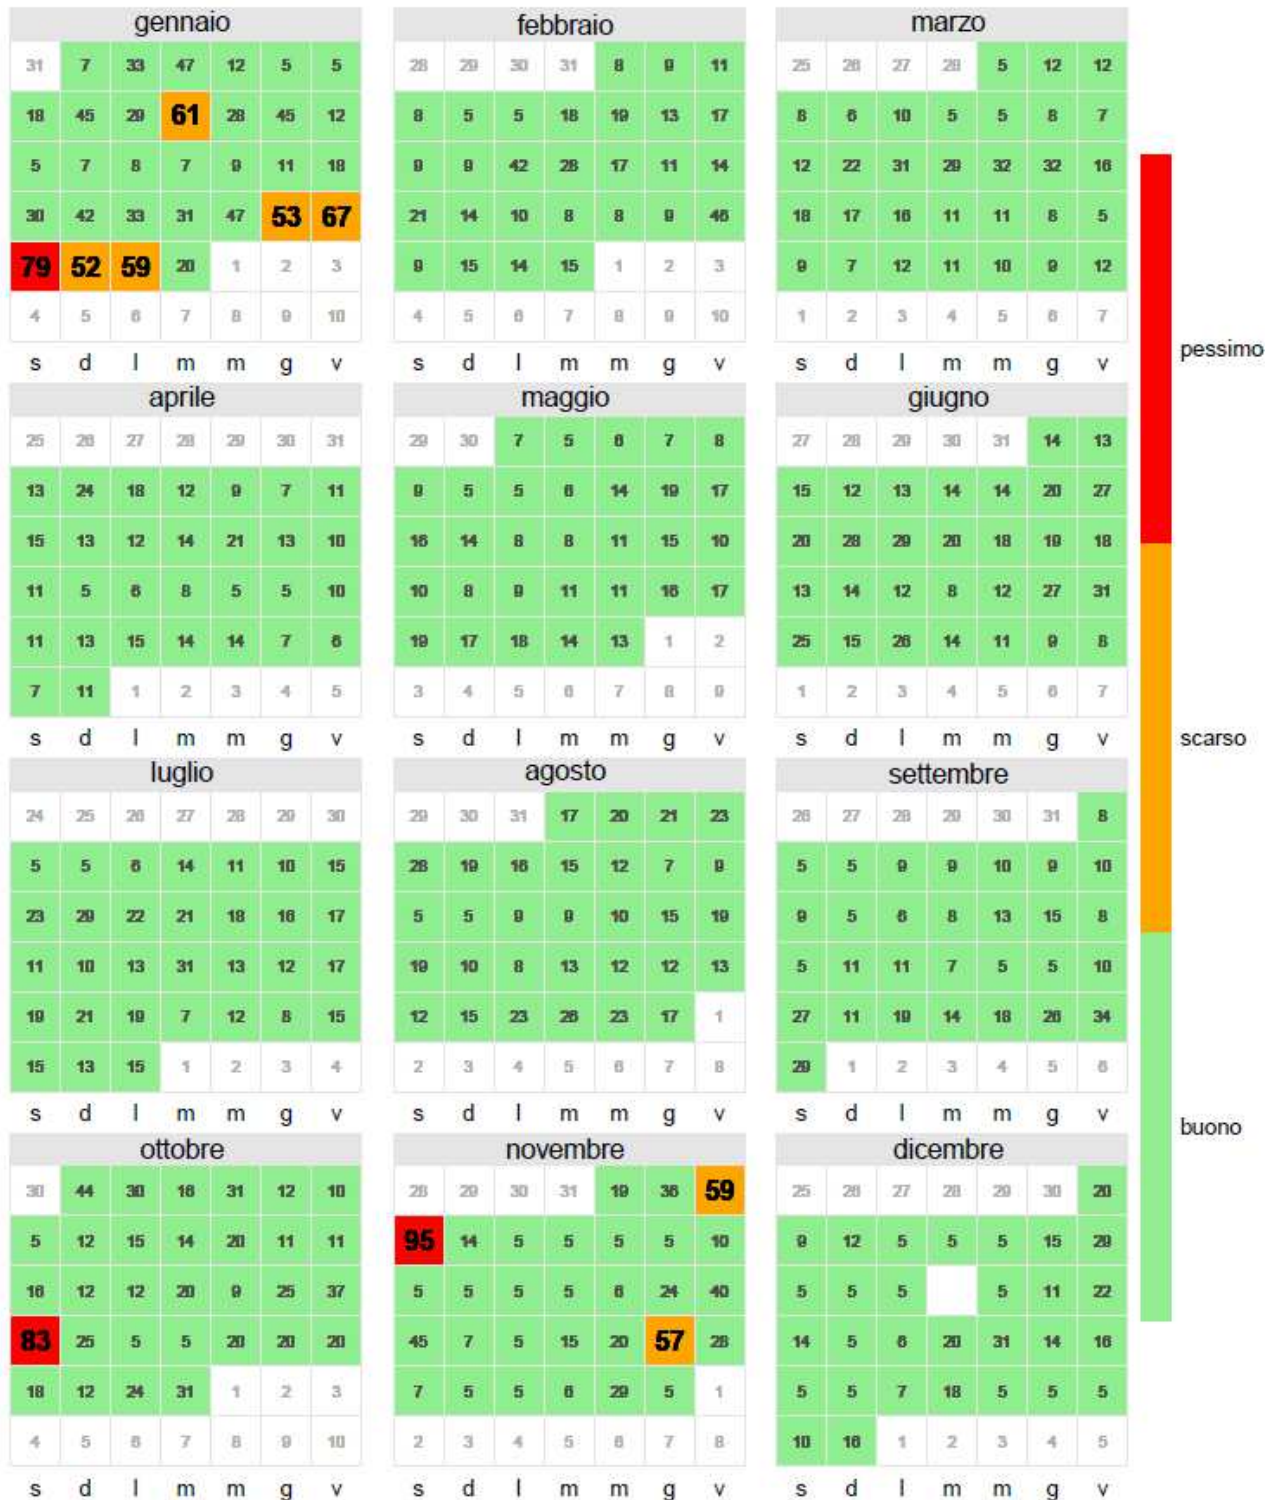 gennaio febbraio marzo
31 7 33 47 12 5 5 28 29 30 31 8 9 11 25 26 27 28 5 12 12
18 45 29 61 28 45 12 8 5 5 18 19 13 17 8 6 10 5 5 8 7
5 7 8 7 9 11 18 9 9 42 28 17 11 14 12 22 31 29 32 32 16
30 42 33 31 47 53 67 21 14 10 8 8 9 46 18 17 16 11 11 8 5
79 52 59 20 1 2 3 9 15 14 15 1 2 3 9 7 12 11 10 9 12
4 5 6 7 8 9 10 4 5 6 7 8 9 10 1 2 3 4 5 6 7
s d l m m g v s d l m m g v s d l m m g v
pessimo
aprile maggio giugno
25 26 27 28 29 30 31 29 30 7 5 6 7 8 27 28 29 30 31 14 13
13 24 18 12 9 7 11 9 5 5 6 14 19 17 15 12 13 14 14 20 27
15 13 12 14 21 13 10 16 14 8 8 11 15 10 20 28 29 20 18 19 18
11 5 6 8 5 5 10 10 8 9 11 11 16 17 13 14 12 8 12 27 31
11 13 15 14 14 7 6 19 17 18 14 13 1 2 25 15 26 14 11 9 8
7 11 1 2 3 4 5 3 4 5 6 7 8 9 1 2 3 4 5 6 7
s d l m m g v s d l m m g v s d l m m g v
scarso
luglio agosto settembre
24 25 26 27 28 29 30 29 30 31 17 20 21 23 26 27 28 29 30 31 8
5 5 6 14 11 10 15 28 19 16 15 12 7 9 5 5 9 9 10 9 10
23 29 22 21 18 16 17 5 5 9 9 10 15 19 9 5 6 8 13 15 8
11 10 13 31 13 12 17 19 10 8 13 12 12 13 5 11 11 7 5 5 10
19 21 19 7 12 8 15 12 15 23 26 23 17 1 27 11 19 14 18 26 34
15 13 15 1 2 3 4 2 3 4 5 6 7 8 29 1 2 3 4 5 6
s d l m m g v s d l m m g v s d l m m g v
buono
ottobre novembre dicembre
30 44 30 16 31 12 10 28 29 30 31 19 36 59 25 26 27 28 29 30 20
5 12 15 14 20 11 11 95 14 5 5 5 5 10 9 12 5 5 5 15 29
16 12 12 20 9 25 37 5 5 5 5 6 24 40 5 5 5 5 11 22
83 25 5 5 20 20 20 45 7 5 15 20 57 28 14 5 6 20 31 14 16
18 12 24 31 1 2 3 7 5 5 6 29 5 1 5 5 7 18 5 5 5
4 5 6 7 8 9 10 2 3 4 5 6 7 8 10 16 1 2 3 4 5
s d l m m g v s d l m m g v s d l m m g v